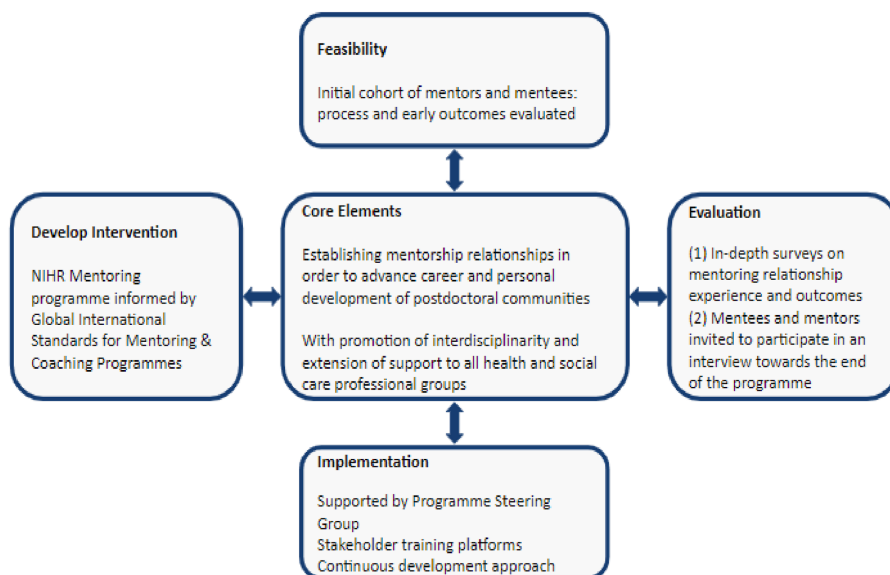 Feasibility
Initial cohort of mentors and mentees:
process and early outcomes evaluated
Develop Intervention
NIHR Mentoring
programme informed by
Global International
Standards for Mentoring &
Coaching Programmes
Core Elements
Establishing mentorship relationships in
order to advance career and personal
development of postdoctoral communities
With promotion of interdisciplinarity and
extension of support to all health and social
care professional groups
Evaluation
(1) In-depth surveys on
mentoring relationship
experience and outcomes
(2) Mentees and mentors
invited to participate in an
interview towards the end
of the programme
Implementation
Supported by Programme Steering
Group
Stakeholder training platforms
Continuous development approach